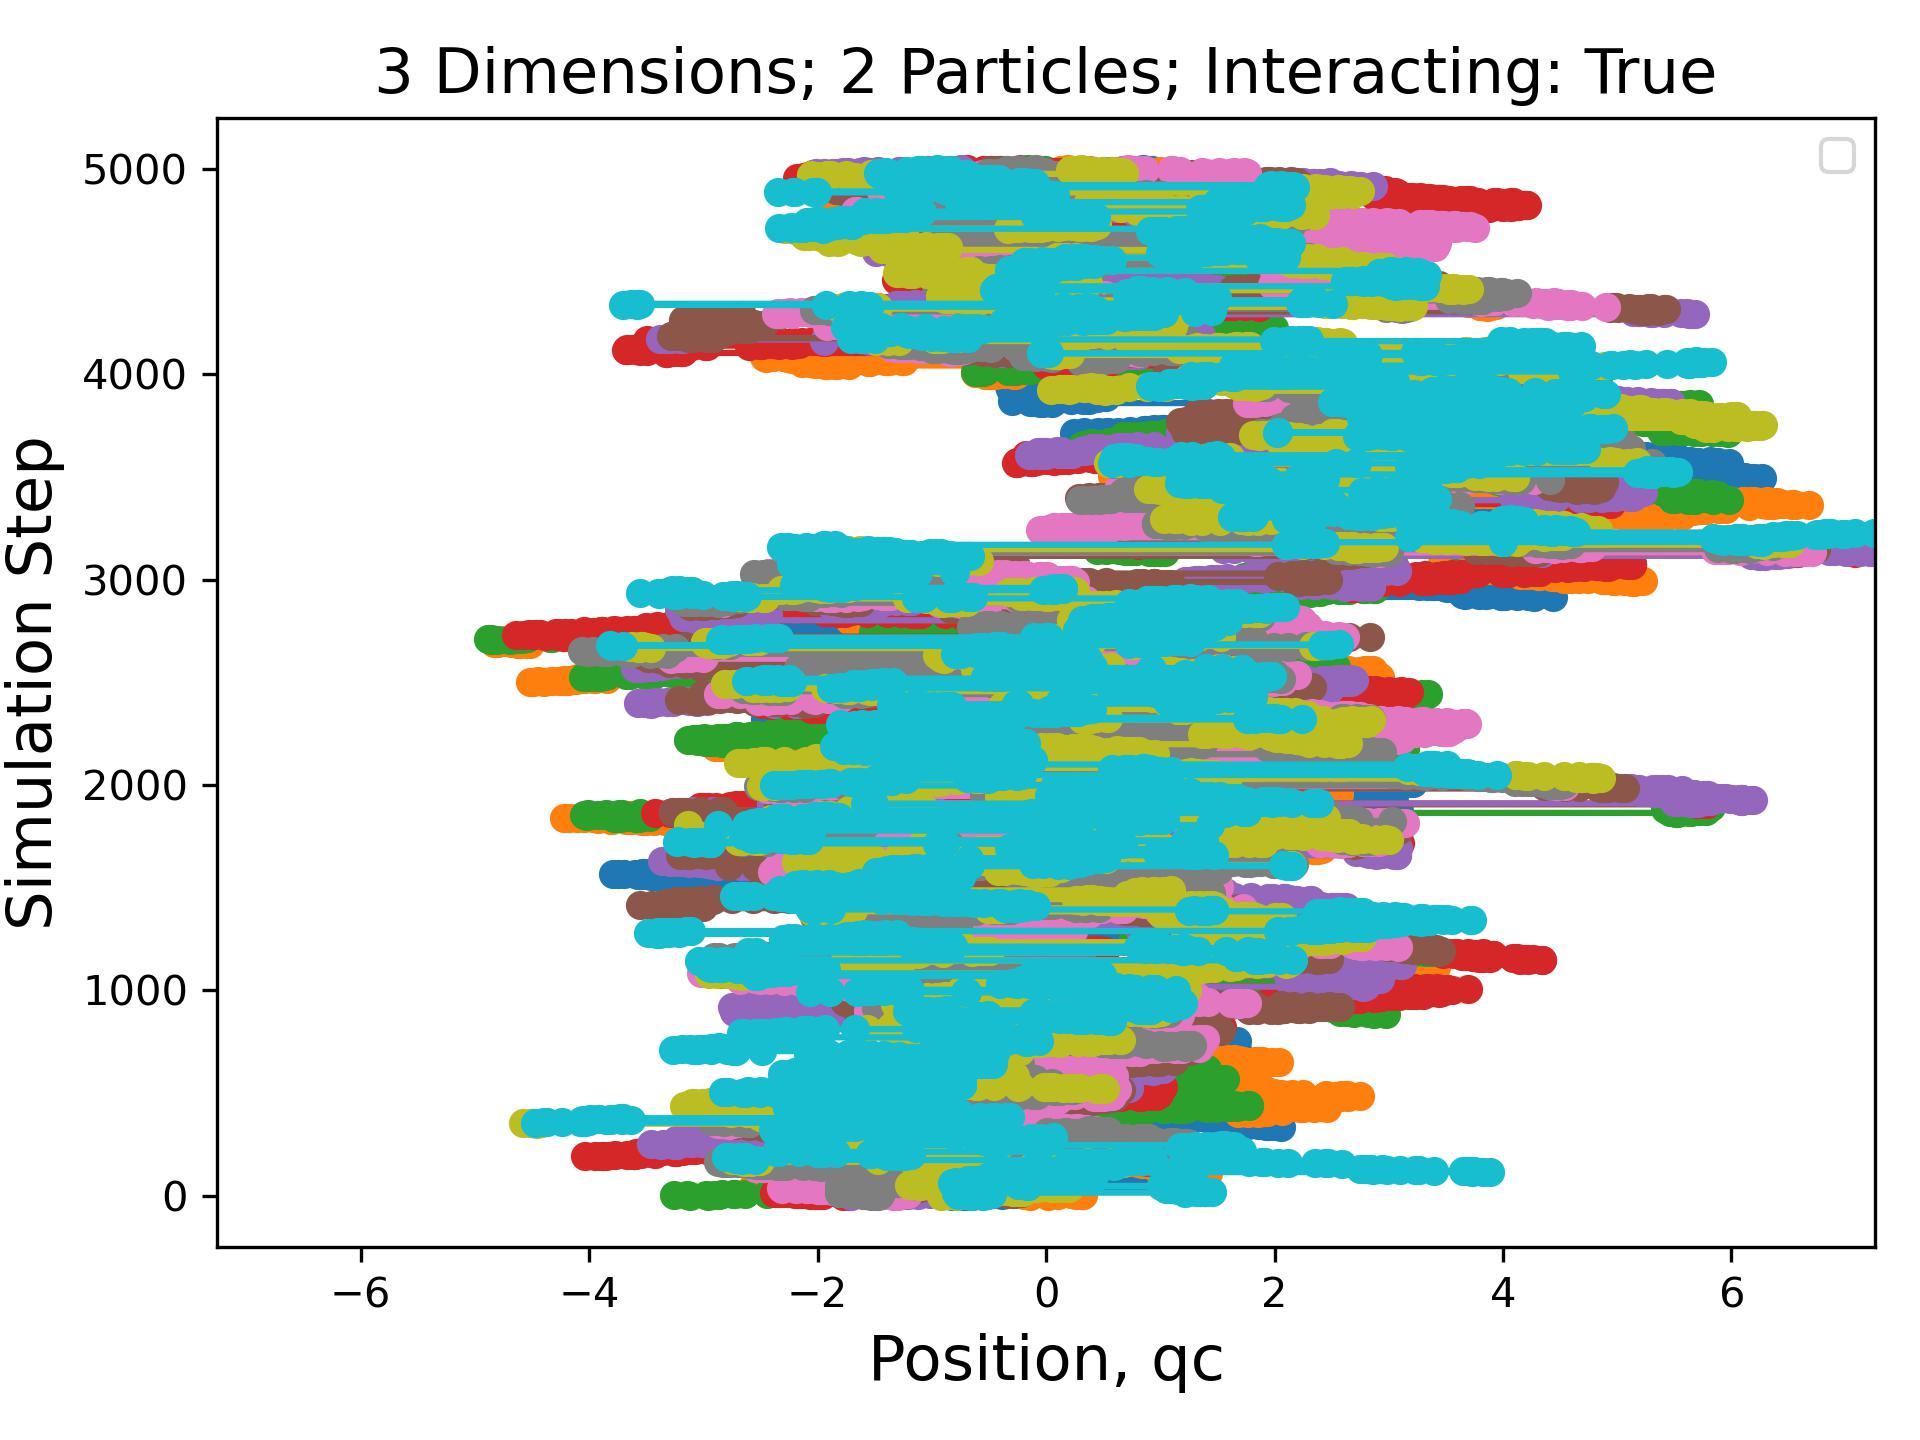 3 Dimensions; 2 Particles; Interacting: True
5000
4000
3000
2000
1000
0
Simulation Step
−6 −4 −2 0 2 4 6
Position, qc